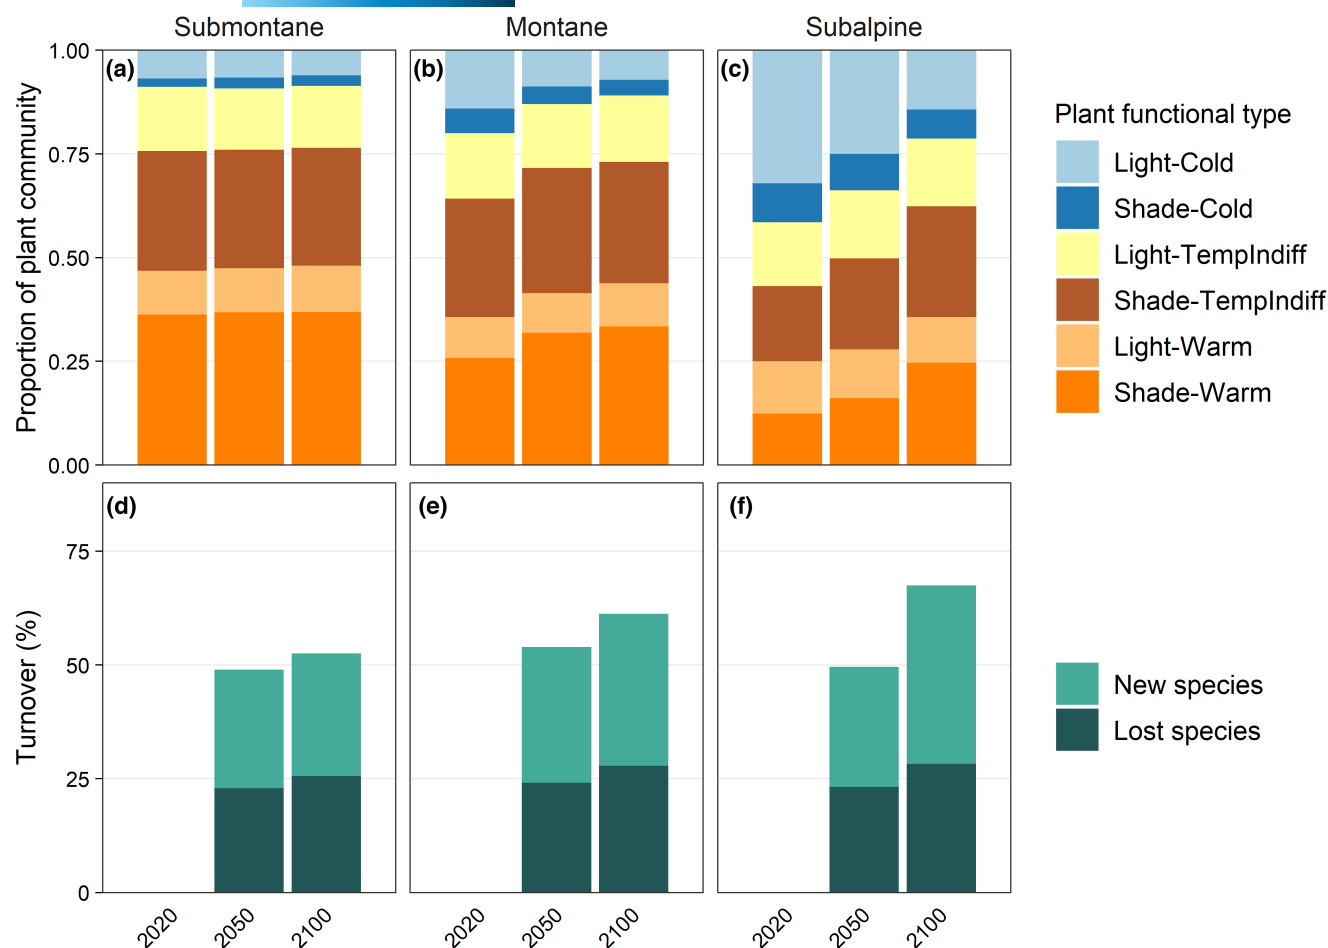 Submontane Montane Subalpine
1.00 (a) (b) (c)
Plant functional type
Light-Cold
Shade-Cold
Light-TempIndiff
Shade-TempIndiff
Light-Warm
Shade-Warm
0.75
0.50
0.25
0.00
Proportion of plant community
(d) (e) (f)
75
50
25
0
Turnover (%)
New species
Lost species
2020 2050 2100 2020 2050 2100 2020 2050 2100